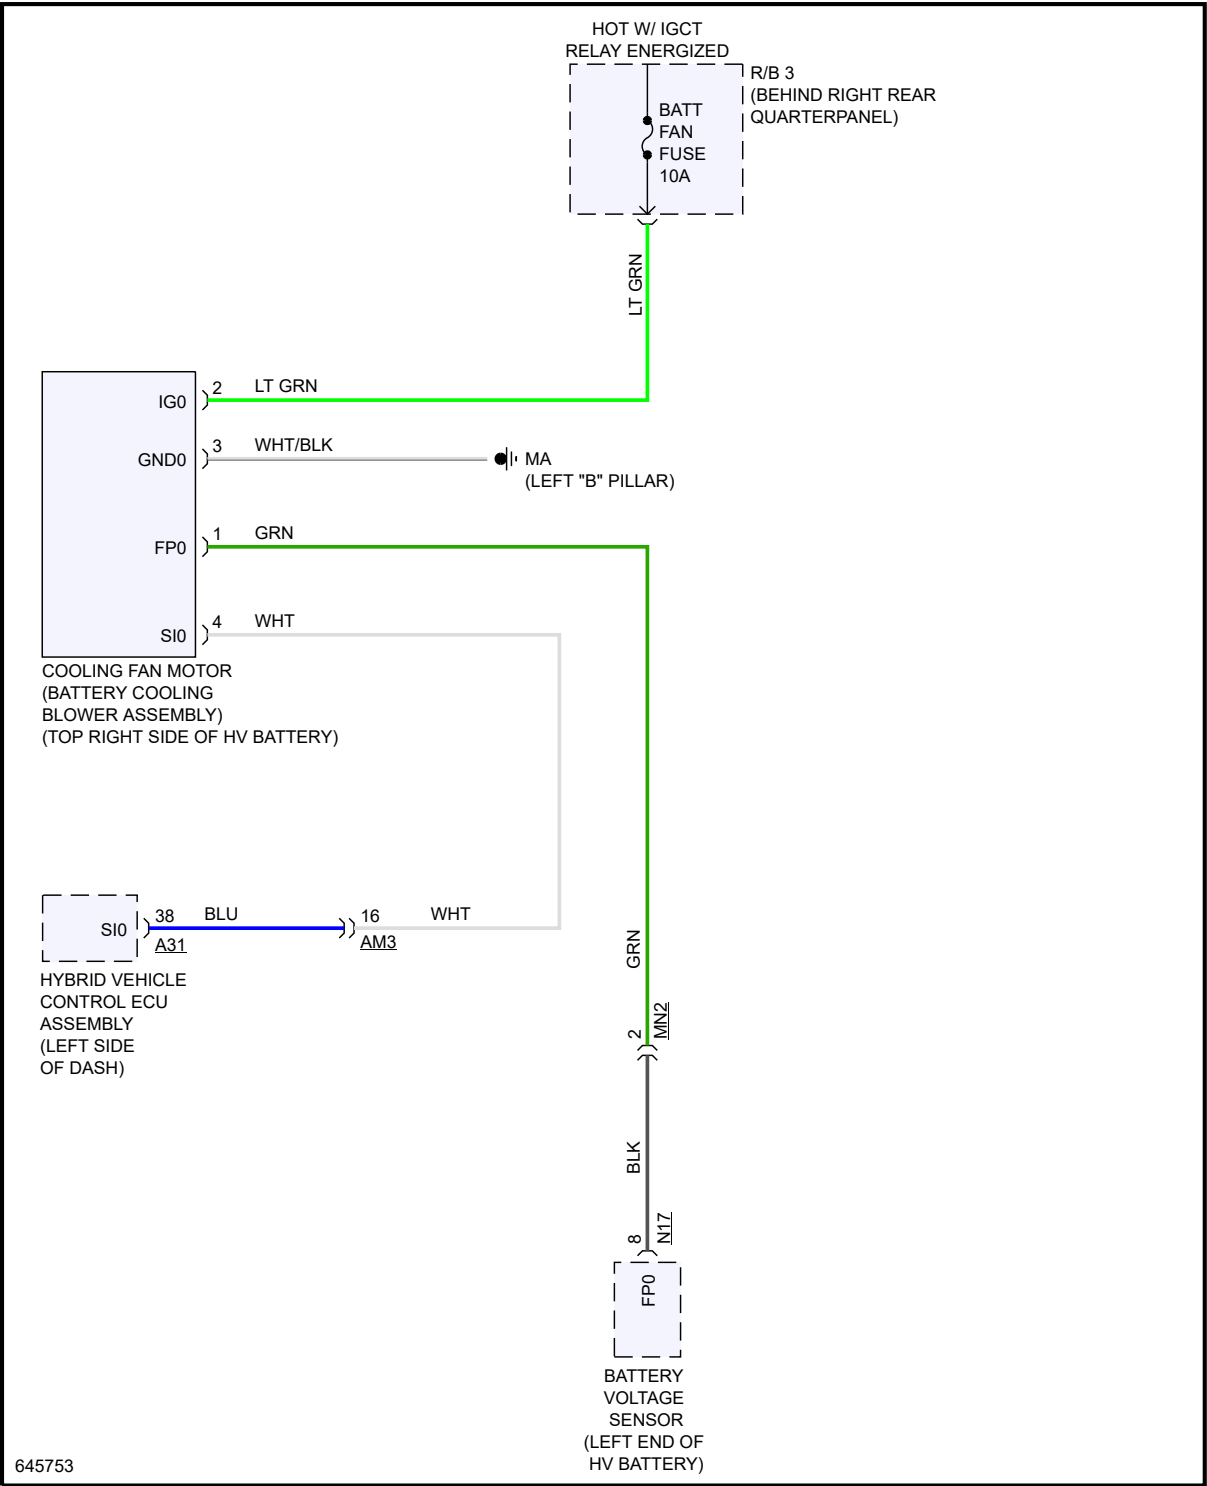 HOT W/ IGCT
RELAY ENERGIZED
R/B 3
(BEHIND RIGHT REAR
QUARTERPANEL)
BATT
FAN
FUSE
10A
LT GRN
IG0
2
LT GRN
GND0
3
WHT/BLK
MA
(LEFT "B" PILLAR)
FP0
1
GRN
SI0
4
WHT
COOLING FAN MOTOR
(BATTERY COOLING
BLOWER ASSEMBLY)
(TOP RIGHT SIDE OF HV BATTERY)
SI0
38
BLU
16
WHT
A31
AM3
HYBRID VEHICLE
CONTROL ECU
ASSEMBLY
(LEFT SIDE
OF DASH)
GRN
2
MN2
BLK
8
N17
FP0
BATTERY
VOLTAGE
SENSOR
(LEFT END OF
HV BATTERY)
645753